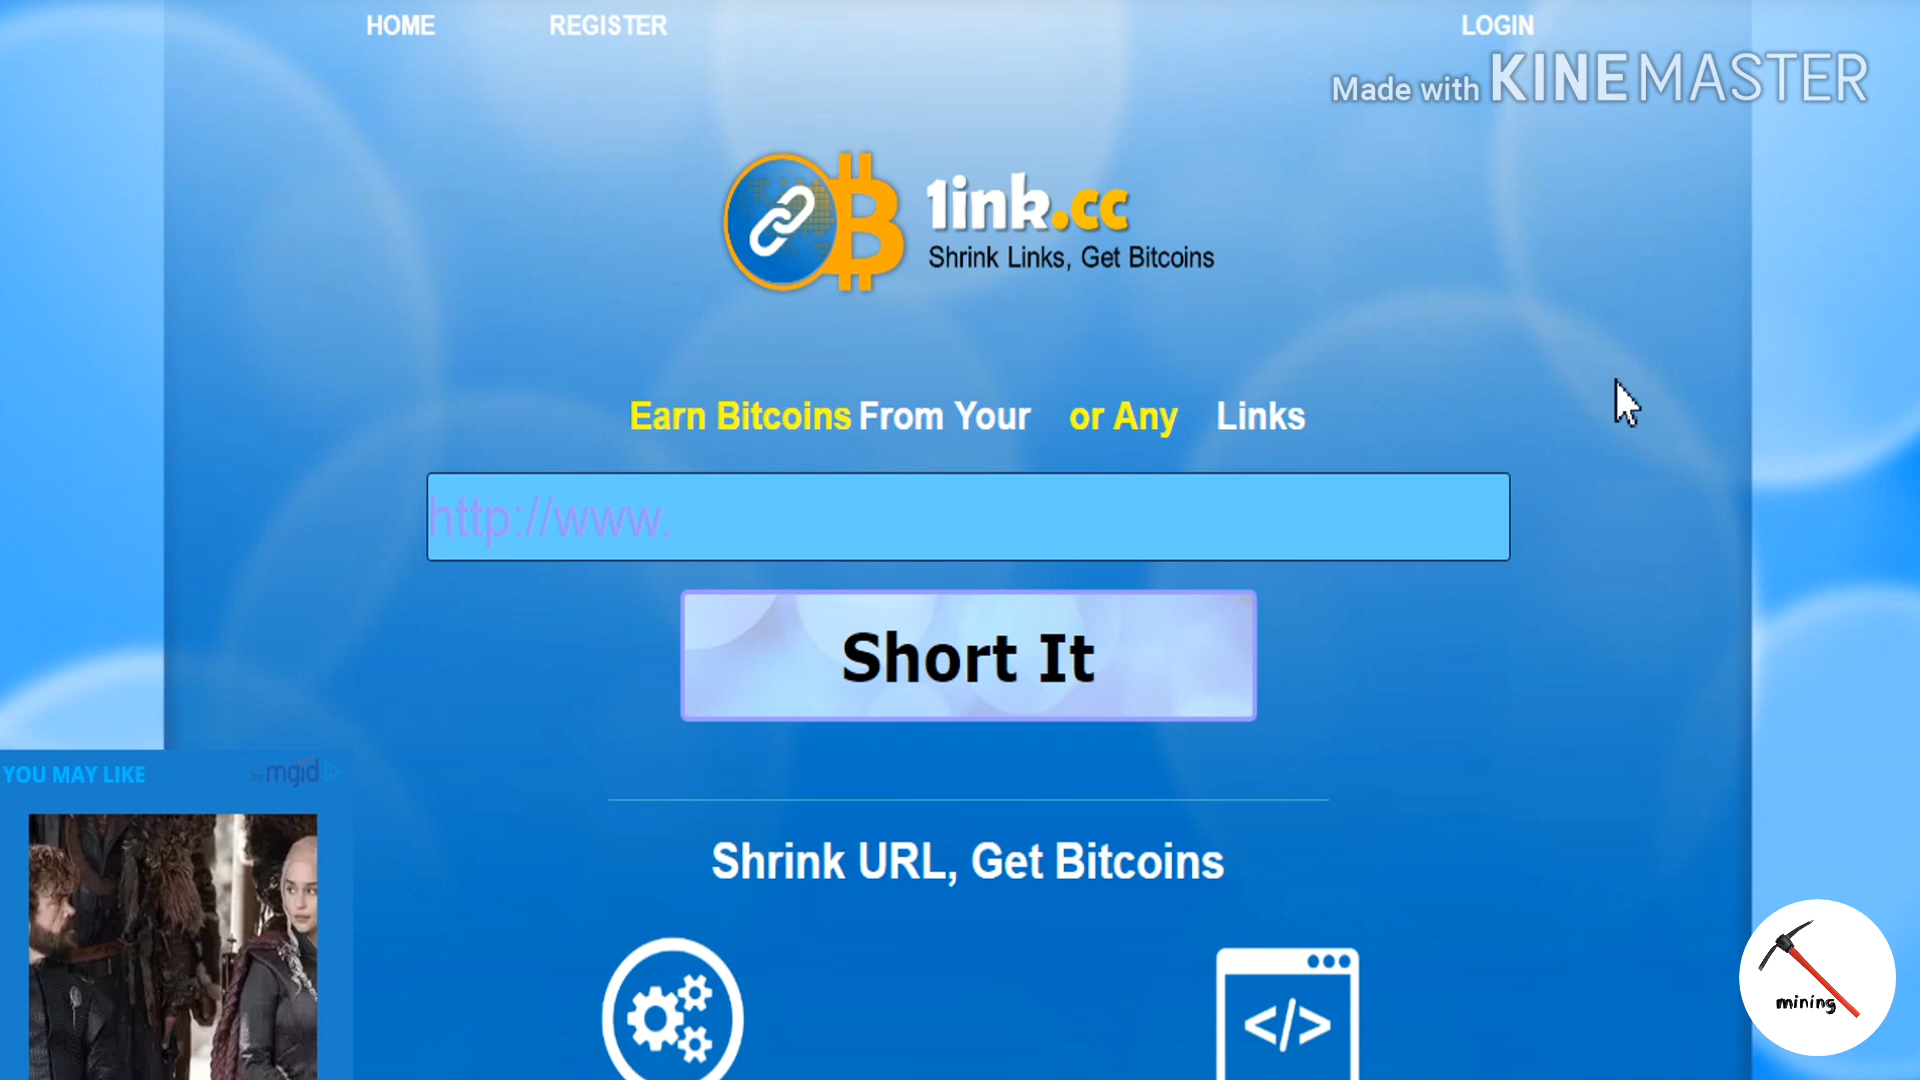 HOME REGISTER LOGIN
Made with KINEMASTER
1ink.cc
Shrink Links, Get Bitcoins
Earn Bitcoins From Your or Any Links
http://www.
Short It
YOU MAY LIKE by mgid
Shrink URL, Get Bitcoins
</>
mining